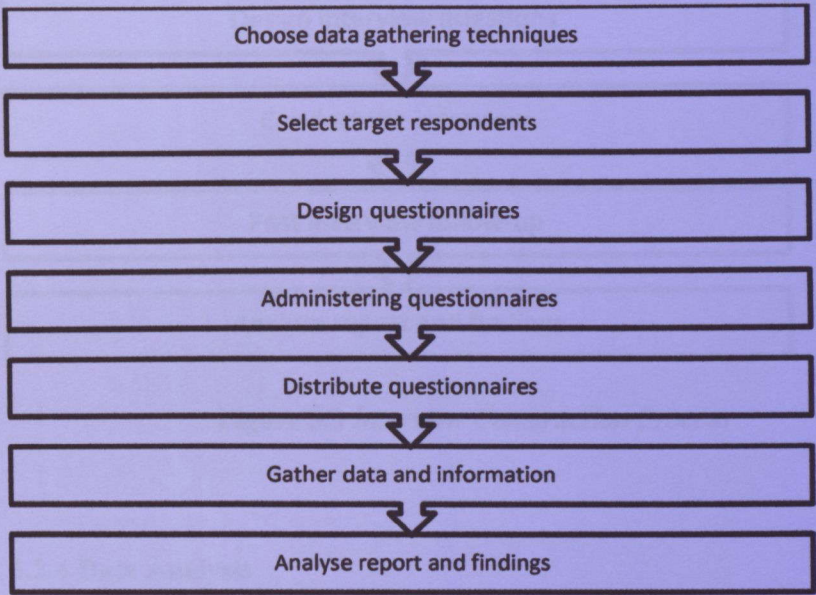 Choose data gathering techniques
Select target respondents
Design questionnaires
Administering questionnaires
Distribute questionnaires
Gather data and information
Analyse report and findings